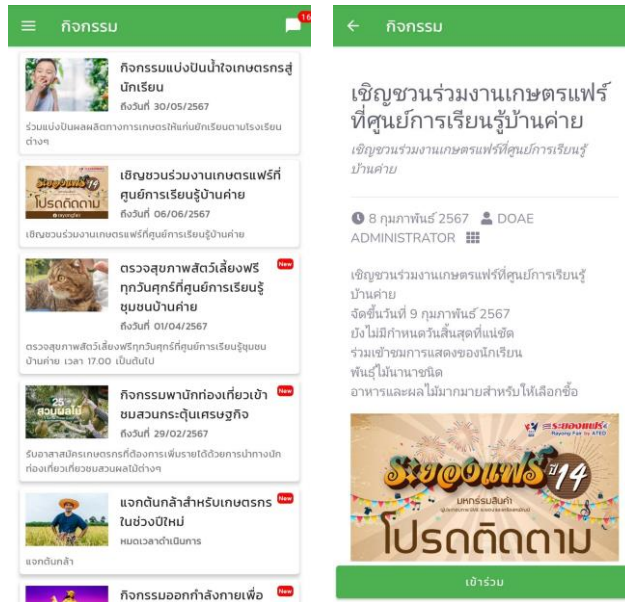 กิจกรรม
16
กิจกรรมแบ่งปันน้ำใจเกษตรกรสู่
นักเรียน
ถึงวันที่ 30/05/2567
ร่วมแบ่งปันผลผลิตทางการเกษตรให้แก่นักเรียนตามโรงเรียน
ต่างๆ
ระยองแฟร์ ปี 14
โปรดติดตาม
เชิญชวนร่วมงานเกษตรแฟร์ที่
ศูนย์การเรียนรู้บ้านค่าย
ถึงวันที่ 06/06/2567
เชิญชวนร่วมงานเกษตรแฟร์ที่ศูนย์การเรียนรู้บ้านค่าย
ตรวจสุขภาพสัตว์เลี้ยงฟรี
New
ทุกวันศุกร์ที่ศูนย์การเรียนรู้
ชุมชนบ้านค่าย
ถึงวันที่ 01/04/2567
ตรวจสุขภาพสัตว์เลี้ยงฟรีทุกวันศุกร์ที่ศูนย์การเรียนรู้ชุมชน
บ้านค่าย เวลา 17.00 เป็นต้นไป
25
สวนผลไม้
กิจกรรมพานักท่องเที่ยวเข้า
New
ชมสวนกระตุ้นเศรษฐกิจ
ถึงวันที่ 29/02/2567
รับอาสาสมัครเกษตรกรที่ต้องการเพิ่มรายได้ด้วยการนำทางนัก
ท่องเที่ยวเที่ยวชมสวนผลไม้ต่างๆ
แจกต้นกล้าสำหรับเกษตรกร
New
ในช่วงปีใหม่
หมดเวลาดำเนินการ
แจกต้นกล้า
กิจกรรมออกกำลังกายเพื่อ
New
กิจกรรม
เชิญชวนร่วมงานเกษตรแฟร์
ที่ศูนย์การเรียนรู้บ้านค่าย
เชิญชวนร่วมงานเกษตรแฟร์ที่ศูนย์การเรียนรู้
บ้านค่าย
8 กุมภาพันธ์ 2567 DOAE
ADMINISTRATOR
เชิญชวนร่วมงานเกษตรแฟร์ที่ศูนย์การเรียนรู้
บ้านค่าย
จัดขึ้นวันที่ 9 กุมภาพันธ์ 2567
ยังไม่มีกำหนดวันสิ้นสุดที่แน่ชัด
ร่วมเข้าชมการแสดงของนักเรียน
พันธุ์ไม้นานาชนิด
อาหารและผลไม้มากมายสำหรับให้เลือกซื้อ
ระยองแฟร์
Rayong Fair by ATED
ระยองแฟร์ ปี 14
มหกรรมสินค้า
โปรดติดตาม
เข้าร่วม